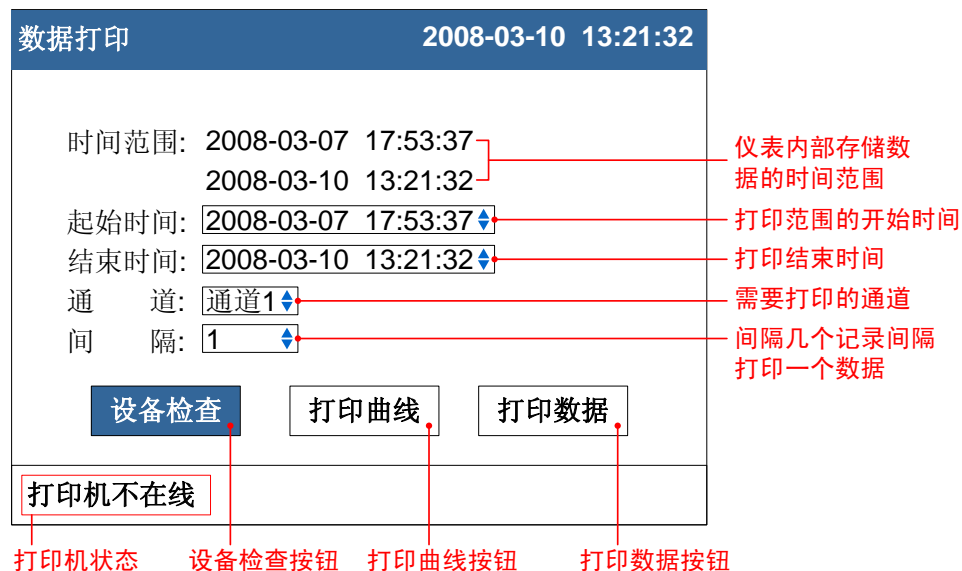 数据打印 2008-03-10 13:21:32
时间范围: 2008-03-07 17:53:37
2008-03-10 13:21:32
仪表内部存储数
据的时间范围
起始时间: 2008-03-07 17:53:37
打印范围的开始时间
结束时间: 2008-03-10 13:21:32
打印结束时间
通 道: 通道1
需要打印的通道
间 隔: 1
间隔几个记录间隔
打印一个数据
设备检查 打印曲线 打印数据
打印机不在线
打印机状态 设备检查按钮 打印曲线按钮 打印数据按钮